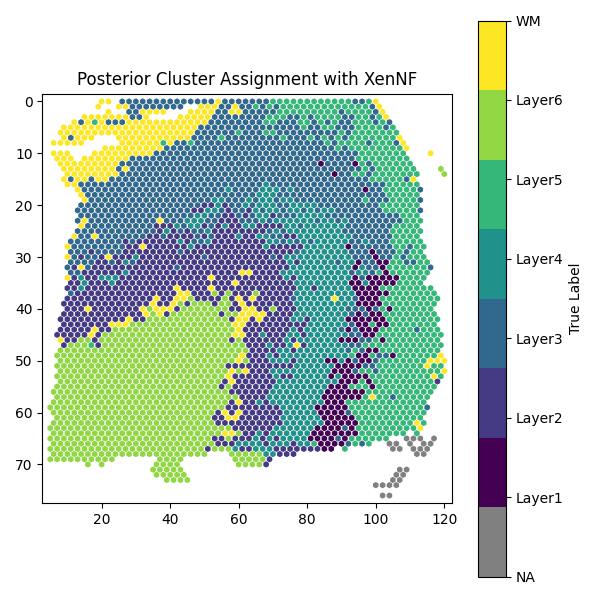 Posterior Cluster Assignment with XenNF
0
10
20
30
40
50
60
70
20
40
60
80
100
120
WM
Layer6
Layer5
Layer4
Layer3
Layer2
Layer1
NA
True Label